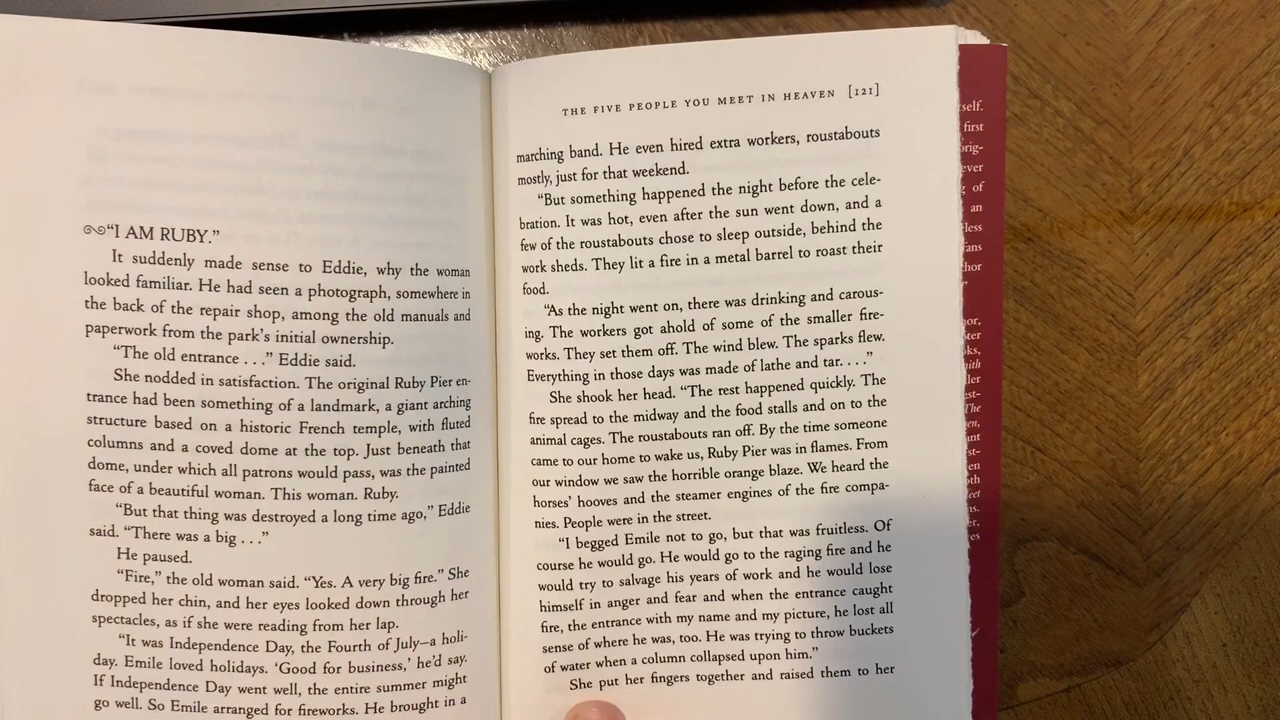 “I AM RUBY.”
It suddenly made sense to Eddie, why the woman
looked familiar. He had seen a photograph, somewhere in
the back of the repair shop, among the old manuals and
paperwork from the park’s initial ownership.
“The old entrance . . .” Eddie said.
She nodded in satisfaction. The original Ruby Pier en-
trance had been something of a landmark, a giant arching
structure based on a historic French temple, with fluted
columns and a coved dome at the top. Just beneath that
dome, under which all patrons would pass, was the painted
face of a beautiful woman. This woman. Ruby.
“But that thing was destroyed a long time ago,” Eddie
said. “There was a big . . .”
He paused.
“Fire,” the old woman said. “Yes. A very big fire.” She
dropped her chin, and her eyes looked down through her
spectacles, as if she were reading from her lap.
“It was Independence Day, the Fourth of July—a holi-
day. Emile loved holidays. ‘Good for business,’ he’d say.
If Independence Day went well, the entire summer might
go well. So Emile arranged for fireworks. He brought in a
THE FIVE PEOPLE YOU MEET IN HEAVEN [121]
marching band. He even hired extra workers, roustabouts
mostly, just for that weekend.
“But something happened the night before the cele-
bration. It was hot, even after the sun went down, and a
few of the roustabouts chose to sleep outside, behind the
work sheds. They lit a fire in a metal barrel to roast their
food.
“As the night went on, there was drinking and carous-
ing. The workers got ahold of some of the smaller fire-
works. They set them off. The wind blew. The sparks flew.
Everything in those days was made of lathe and tar. . . .”
She shook her head. “The rest happened quickly. The
fire spread to the midway and the food stalls and on to the
animal cages. The roustabouts ran off. By the time someone
came to our home to wake us, Ruby Pier was in flames. From
our window we saw the horrible orange blaze. We heard the
horses’ hooves and the steamer engines of the fire compa-
nies. People were in the street.
“I begged Emile not to go, but that was fruitless. Of
course he would go. He would go to the raging fire and he
would try to salvage his years of work and he would lose
himself in anger and fear and when the entrance caught
fire, the entrance with my name and my picture, he lost all
sense of where he was, too. He was trying to throw buckets
of water when a column collapsed upon him.”
She put her fingers together and raised them to her
self.
first
ever
of
an
less